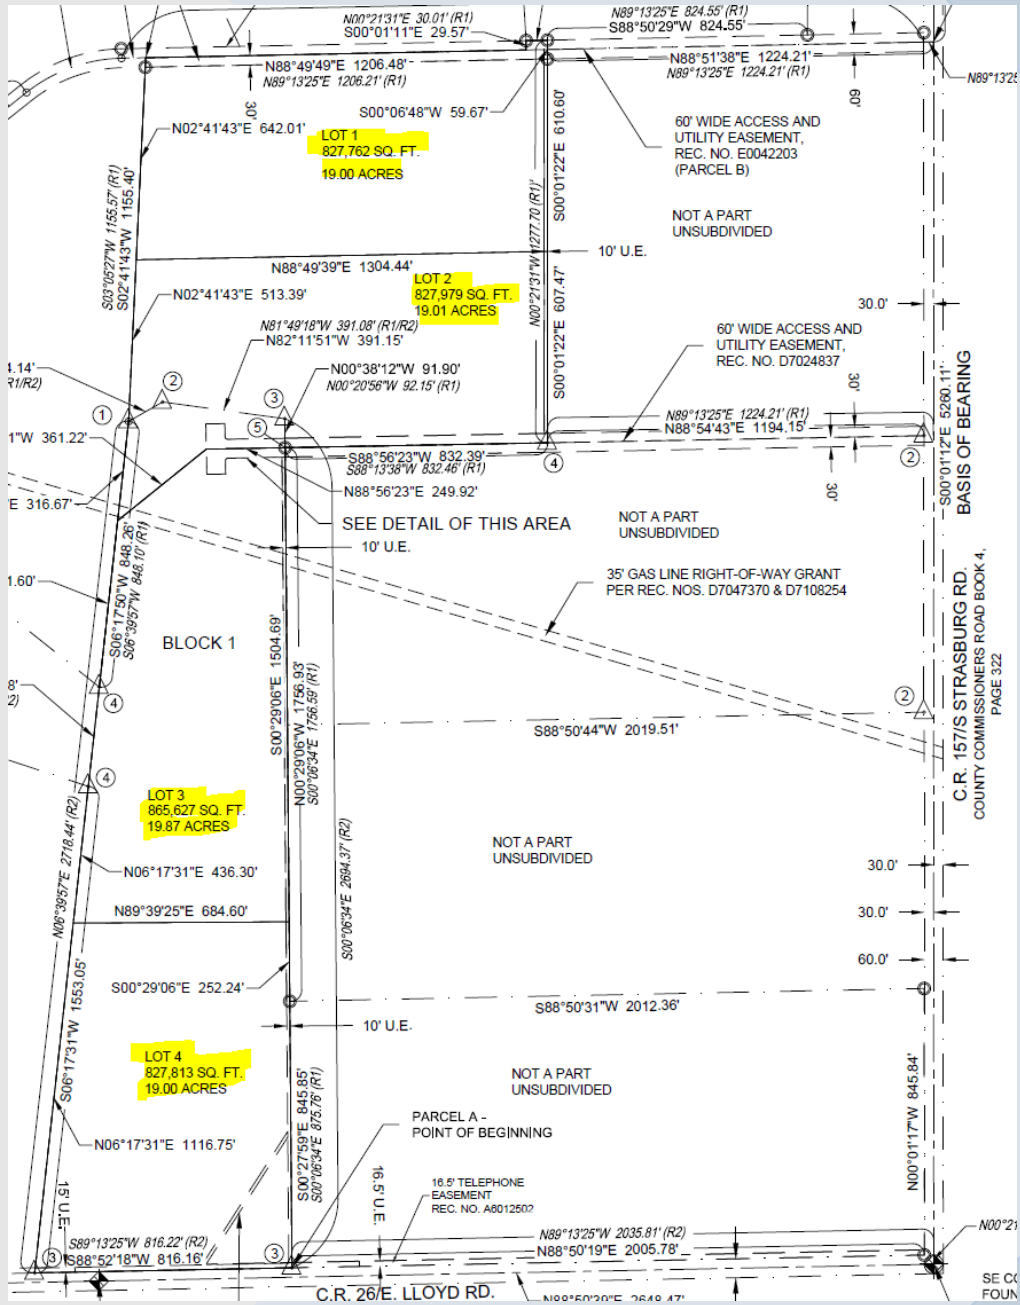 N00°21'31"E 30.01' (R1)
S00°01'11"E 29.57'
N89°13'25"E 824.55' (R1)
S88°50'29"W 824.55'
N88°49'49"E 1206.48'
N89°13'25"E 1206.21' (R1)
N88°51'38"E 1224.21'
N89°13'25"E 1224.21' (R1)
N89°13'25
30'
60'
S00°06'48"W 59.67'
N02°41'43"E 642.01'
LOT 1
827,762 SQ. FT.
19.00 ACRES
S00°01'22"E 610.60'
60' WIDE ACCESS AND
UTILITY EASEMENT,
REC. NO. E0042203
(PARCEL B)
S03°05'27"W 1155.57' (R1)
S02°41'43"W 1155.40'
N00°21'31"W 1277.70 (R1)'
NOT A PART
UNSUBDIVIDED
10' U.E.
N88°49'39"E 1304.44'
LOT 2
827,979 SQ. FT.
19.01 ACRES
N02°41'43"E 513.39'
S00°01'22"E 607.47'
30.0'
N81°49'18"W 391.08' (R1/R2)
N82°11'51"W 391.15'
60' WIDE ACCESS AND
UTILITY EASEMENT,
REC. NO. D7024837
4.14'
R1/R2)
N00°38'12"W 91.90'
N00°20'56"W 92.15' (R1)
30'
S00°01'12"E 5260.11'
BASIS OF BEARING
1
2
3
5
N89°13'25"E 1224.21' (R1)
N88°54'43"E 1194.15'
1"W 361.22'
S88°56'23"W 832.39'
S88°13'38"W 832.46' (R1)
4
2
N88°56'23"E 249.92'
30'
"E 316.67'
SEE DETAIL OF THIS AREA
NOT A PART
UNSUBDIVIDED
10' U.E.
S06°17'50"W 848.26'
S06°39'57"W 848.10' (R1)
1.60'
35' GAS LINE RIGHT-OF-WAY GRANT
PER REC. NOS. D7047370 & D7108254
BLOCK 1
S00°29'06"E 1504.69'
N00°29'06"W 1756.93'
S00°06'34"E 1756.59' (R1)
C.R. 157/S STRASBURG RD.
COUNTY COMMISSIONERS ROAD BOOK 4,
PAGE 322
8'
2)
4
2
S88°50'44"W 2019.51'
4
LOT 3
865,627 SQ. FT.
19.87 ACRES
N06°39'57"E 2718.44' (R2)
S00°06'34"E 2694.37' (R2)
NOT A PART
UNSUBDIVIDED
N06°17'31"E 436.30'
30.0'
N89°39'25"E 684.60'
30.0'
60.0'
S06°17'31"W 1553.05'
S00°29'06"E 252.24'
S88°50'31"W 2012.36'
10' U.E.
LOT 4
827,813 SQ. FT.
19.00 ACRES
NOT A PART
UNSUBDIVIDED
S00°27'59"E 845.85'
S00°06'34"E 875.76' (R1)
N00°01'17"W 845.84'
PARCEL A -
POINT OF BEGINNING
N06°17'31"E 1116.75'
15' U.E.
16.5' U.E.
16.5' TELEPHONE
EASEMENT
REC. NO. A6012502
S89°13'25"W 816.22' (R2)
S88°52'18"W 816.16'
3
3
N89°13'25"W 2035.81' (R2)
N88°50'19"E 2005.78'
N00°21
C.R. 26/E. LLOYD RD.
N88°50'39"E 2648.47'
SE CO
FOUN